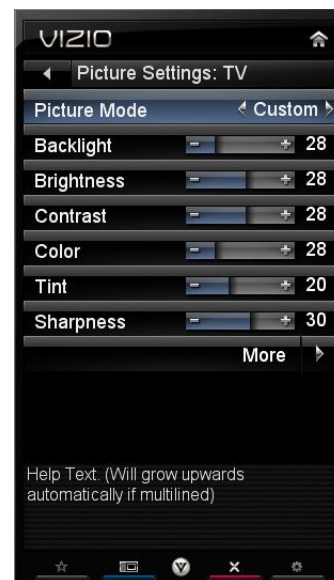 VIZIO
Picture Settings: TV
Picture Mode Custom
Backlight - + 28
Brightness - + 28
Contrast - + 28
Color - + 28
Tint - + 20
Sharpness - + 30
More
Help Text. (Will grow upwards
automatically if multilined)